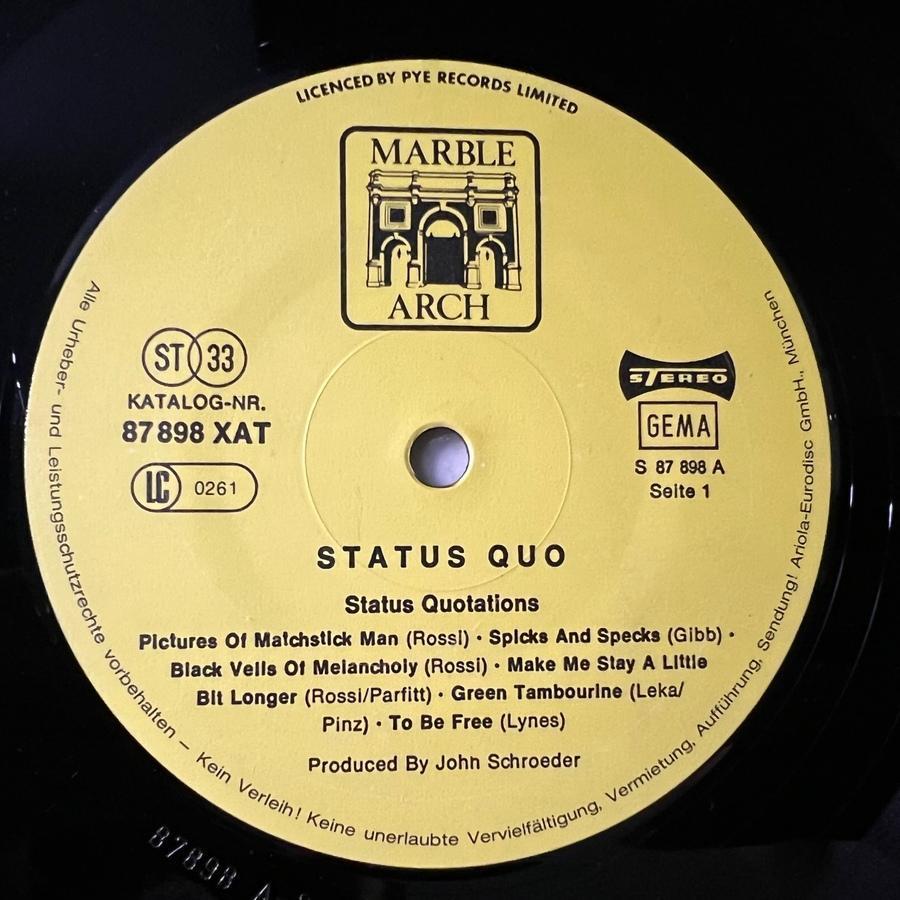 LICENCED BY PYE RECORDS LIMITED
MARBLE
ARCH
ST 33
KATALOG-NR.
87 898 XAT
LC 0261
STEREO
GEMA
S 87 898 A
Seite 1
STATUS QUO
Status Quotations
Pictures Of Matchstick Man (Rossi) · Spicks And Specks (Gibb) ·
Black Veils Of Melancholy (Rossi) · Make Me Stay A Little
Bit Longer (Rossi/Parfitt) · Green Tambourine (Leka/
Pinz) · To Be Free (Lynes)
Produced By John Schroeder
Alle Urheber- und Leistungsschutzrechte vorbehalten – Kein Verleih! Keine unerlaubte Vervielfältigung, Vermietung, Aufführung, Sendung! Ariola-Eurodisc GmbH., München
87898 A